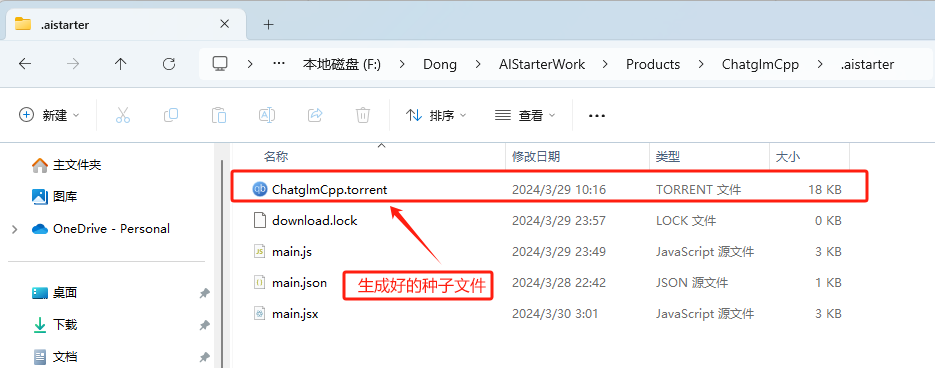 .aistarter
本地磁盘 (F:) > Dong > AIStarterWork > Products > ChatglmCpp > .aistarter
新建 排序 查看
名称 修改日期 类型 大小
主文件夹
图库
OneDrive - Personal
桌面
下载
文档
ChatglmCpp.torrent 2024/3/29 10:16 TORRENT 文件 18 KB
download.lock 2024/3/29 23:57 LOCK 文件 0 KB
main.js 2024/3/29 23:49 JavaScript 源文件 3 KB
main.json 2024/3/28 22:42 JSON 源文件 1 KB
main.jsx 2024/3/30 3:01 JavaScript 源文件 3 KB
生成好的种子文件